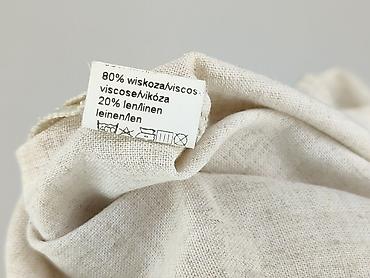 80% wiskoza/viscos
viscose/vikóza
20% len/linen
leinen/len